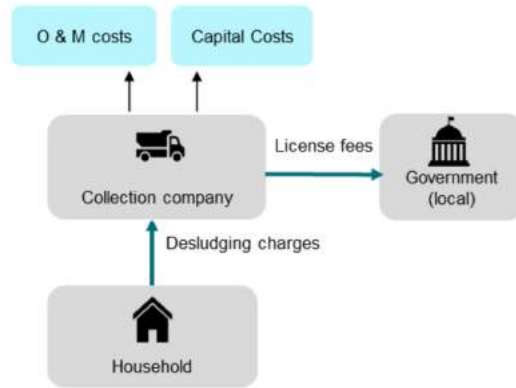 O & M costs
Capital Costs
Collection company
License fees
Government
(local)
Desludging charges
Household